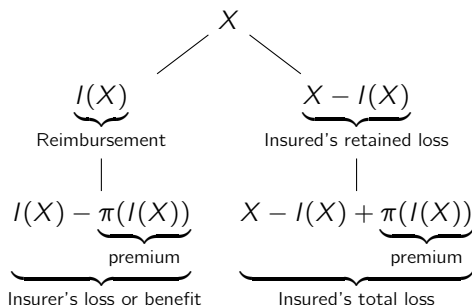 X
I(X) X − I(X)
Reimbursement Insured's retained loss
I(X) − π(I(X)) X − I(X) + π(I(X))
premium premium
Insurer's loss or benefit Insured's total loss